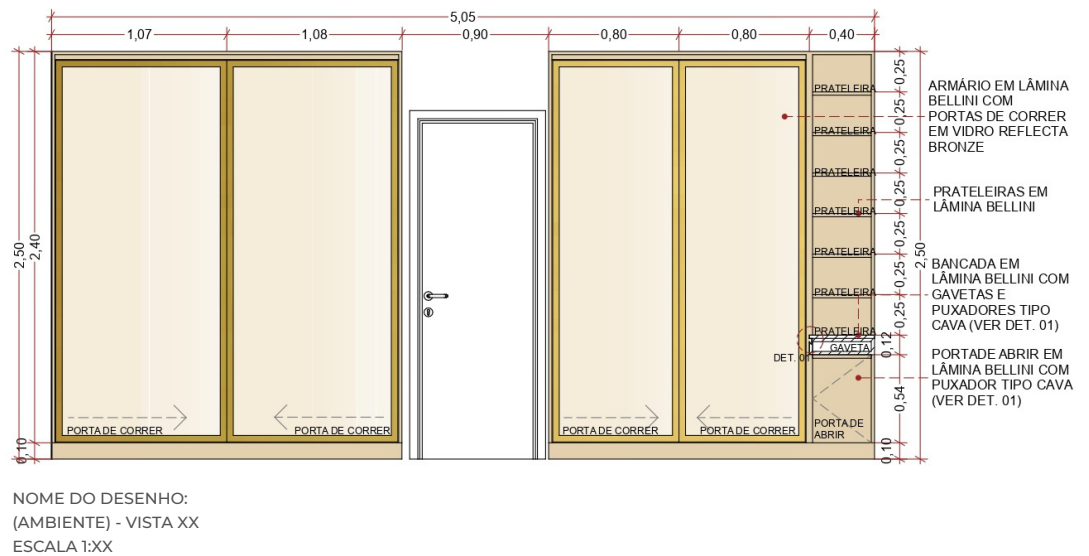 5,05
1,07
1,08
0,90
0,80
0,80
0,40
2,50
2,40
0,10
PORTA DE CORRER
PORTA DE CORRER
PORTA DE CORRER
PORTA DE CORRER
PRATELEIRA
PRATELEIRA
PRATELEIRA
PRATELEIRA
PRATELEIRA
PRATELEIRA
PRATELEIRA
GAVETA
DET. 01
PORTA DE
ABRIR
0,25
0,25
0,25
0,25
0,25
0,25
0,25
0,12
0,54
0,10
2,50
ARMÁRIO EM LÂMINA
BELLINI COM
PORTAS DE CORRER
EM VIDRO REFLECTA
BRONZE
PRATELEIRAS EM
LÂMINA BELLINI
BANCADA EM
LÂMINA BELLINI COM
GAVETAS E
PUXADORES TIPO
CAVA (VER DET. 01)
PORTADE ABRIR EM
LÂMINA BELLINI COM
PUXADOR TIPO CAVA
(VER DET. 01)
NOME DO DESENHO:
(AMBIENTE) - VISTA XX
ESCALA 1:XX